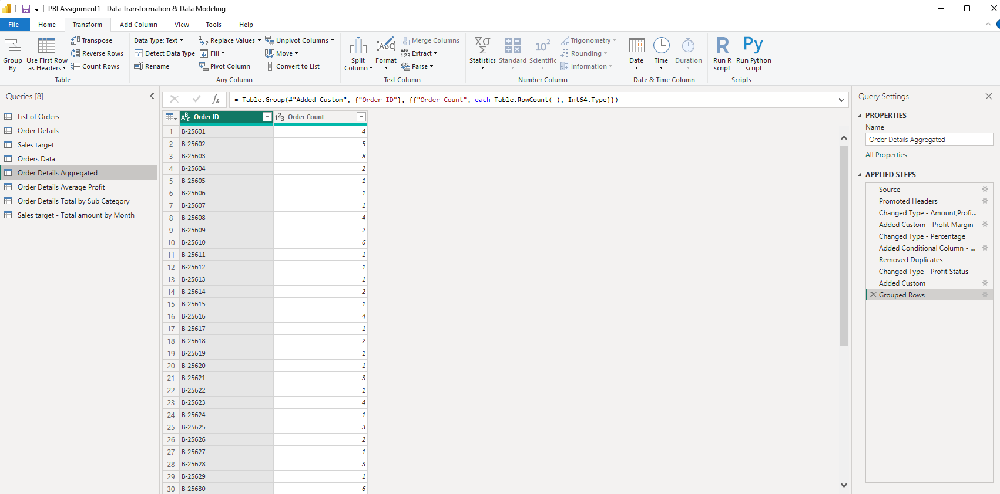 PBI Assignment1 - Data Transformation & Data Modeling
File Home Transform Add Column View Tools Help
Group By
Use First Row as Headers
Transpose
Reverse Rows
Count Rows
Table
Data Type: Text
Detect Data Type
Rename
Replace Values
Fill
Pivot Column
Unpivot Columns
Move
Convert to List
Any Column
Split Column
Format
Merge Columns
Extract
Parse
Text Column
Statistics
Standard
Scientific
Trigonometry
Rounding
Information
Number Column
Date
Time
Duration
Date & Time Column
Run R script
Run Python script
Scripts
Queries [8]
List of Orders
Order Details
Sales target
Orders Data
Order Details Aggregated
Order Details Average Profit
Order Details Total by Sub Category
Sales target - Total amount by Month
fx = Table.Group(#"Added Custom", {"Order ID"}, {{"Order Count", each Table.RowCount(_), Int64.Type}})
ABC Order ID 123 Order Count
1 B-25601 4
2 B-25602 5
3 B-25603 8
4 B-25604 2
5 B-25605 1
6 B-25606 1
7 B-25607 1
8 B-25608 4
9 B-25609 2
10 B-25610 6
11 B-25611 1
12 B-25612 1
13 B-25613 1
14 B-25614 2
15 B-25615 1
16 B-25616 4
17 B-25617 1
18 B-25618 2
19 B-25619 1
20 B-25620 1
21 B-25621 3
22 B-25622 1
23 B-25623 4
24 B-25624 1
25 B-25625 3
26 B-25626 2
27 B-25627 1
28 B-25628 3
29 B-25629 1
30 B-25630 6
Query Settings
PROPERTIES
Name
Order Details Aggregated
All Properties
APPLIED STEPS
Source
Promoted Headers
Changed Type - Amount,Profi...
Added Custom - Profit Margin
Changed Type - Percentage
Added Conditional Column - ...
Removed Duplicates
Changed Type - Profit Status
Added Custom
Grouped Rows